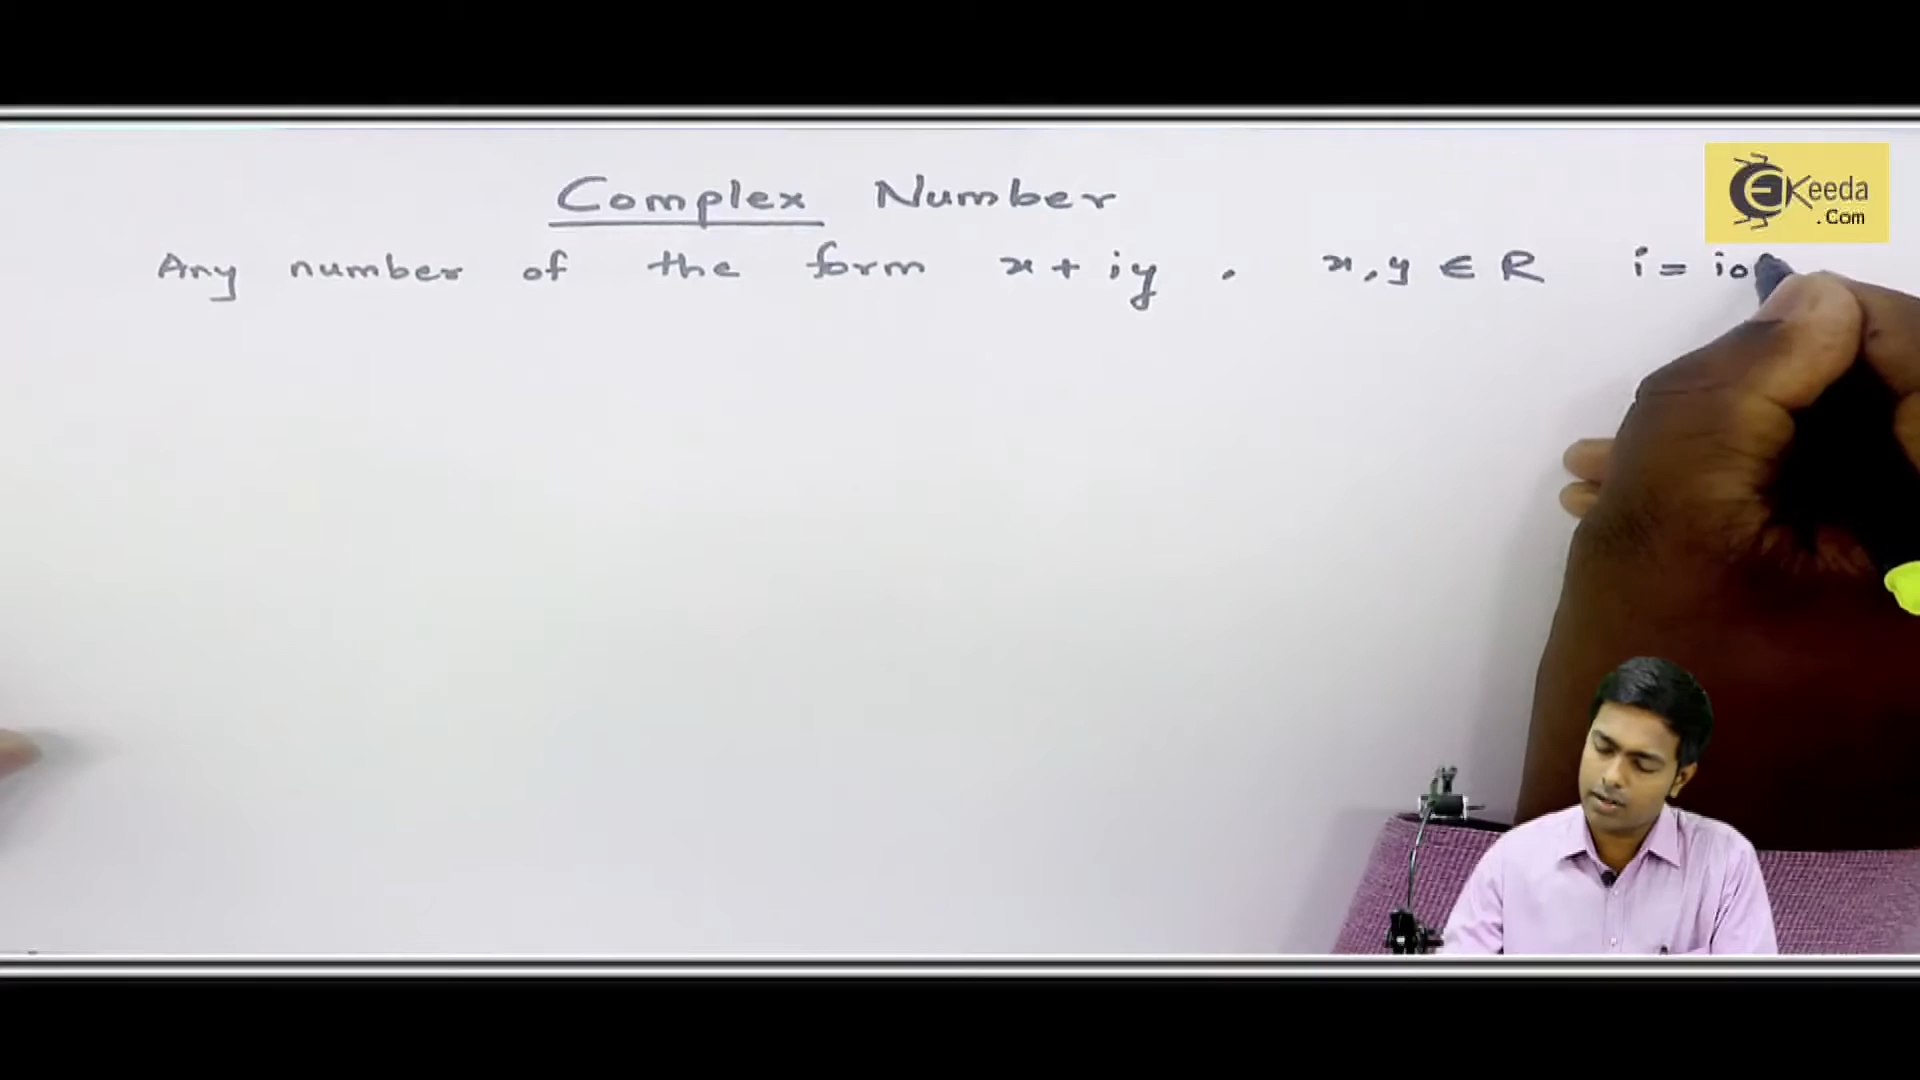 Complex Number
Any number of the form x + iy . x, y ∈ R i = io
EKeeda
.Com